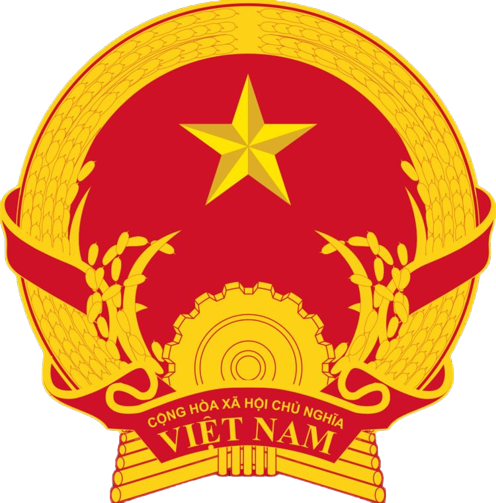 CỘNG HÒA XÃ HỘI CHỦ NGHĨA
VIỆT NAM